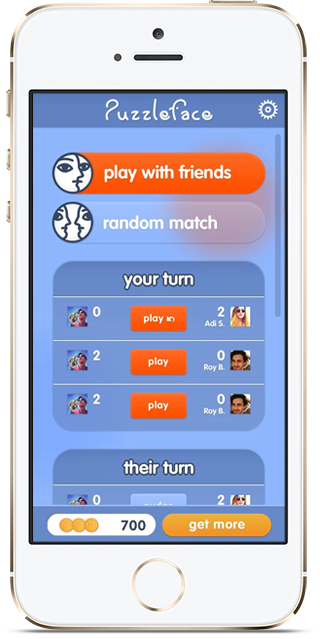 PuzzleFace
play with friends
random match
your turn
0 play 2
Adi S.
2 play 0
Roy B.
2 play 0
Roy B.
their turn
0 2
700 get more